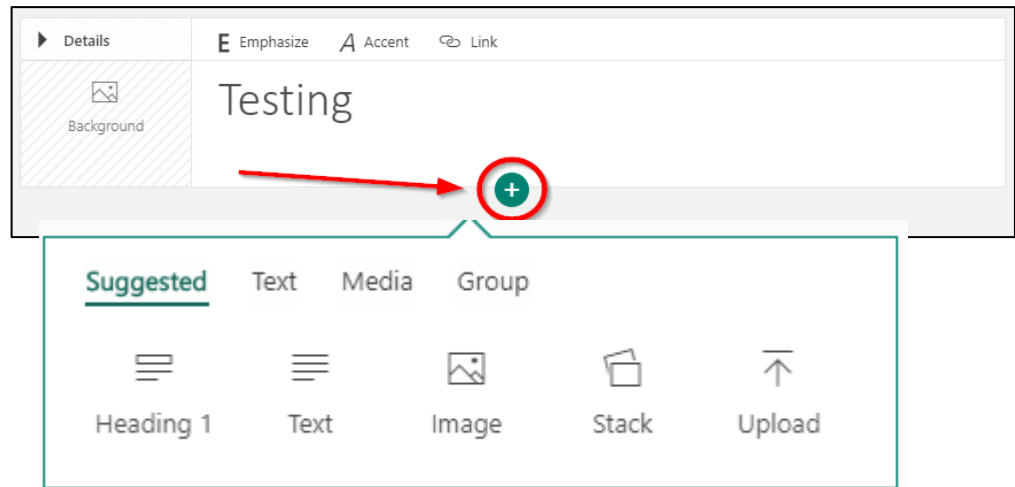 Details E Emphasize A Accent Link
Background
Testing
Suggested Text Media Group
Heading 1 Text Image Stack Upload